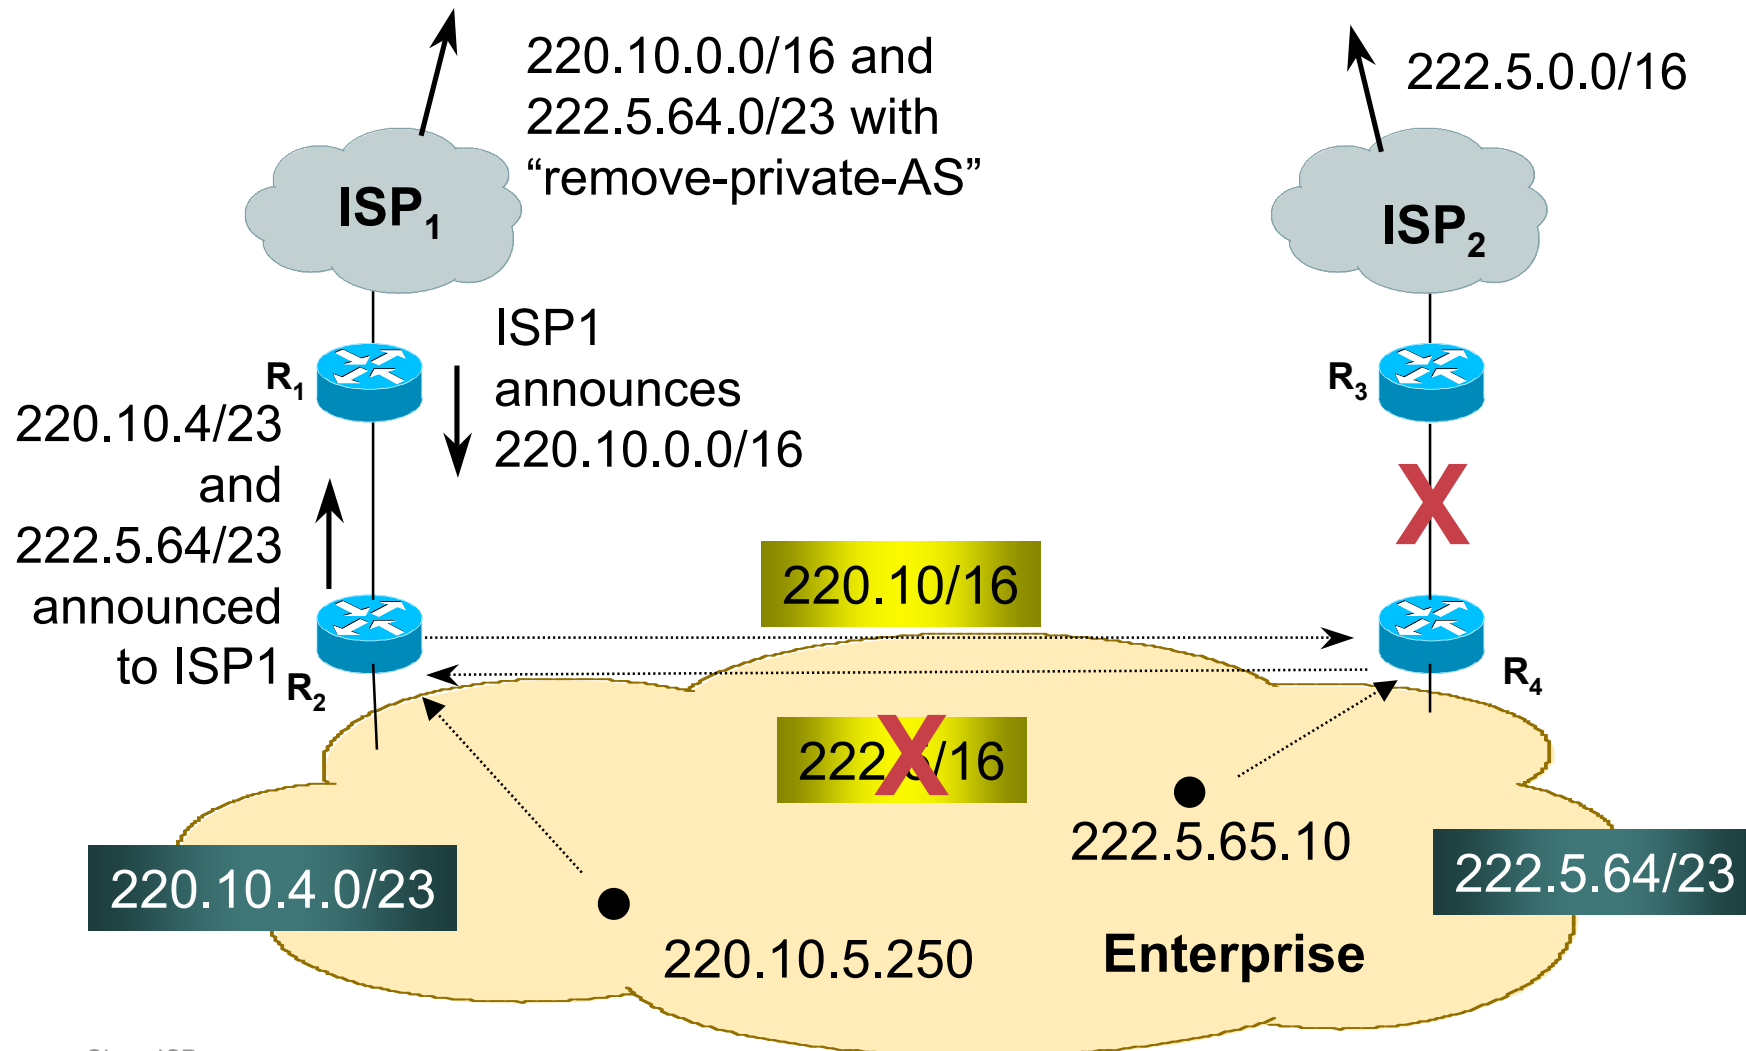 220.10.0.0/16 and
222.5.64.0/23 with
“remove-private-AS”
222.5.0.0/16
ISP1
ISP2
ISP1
announces
220.10.0.0/16
R1
R3
220.10.4/23
and
222.5.64/23
announced
to ISP1
X
220.10/16
R2
R4
222.5/16
X
222.5.65.10
220.10.4.0/23
222.5.64/23
220.10.5.250
Enterprise